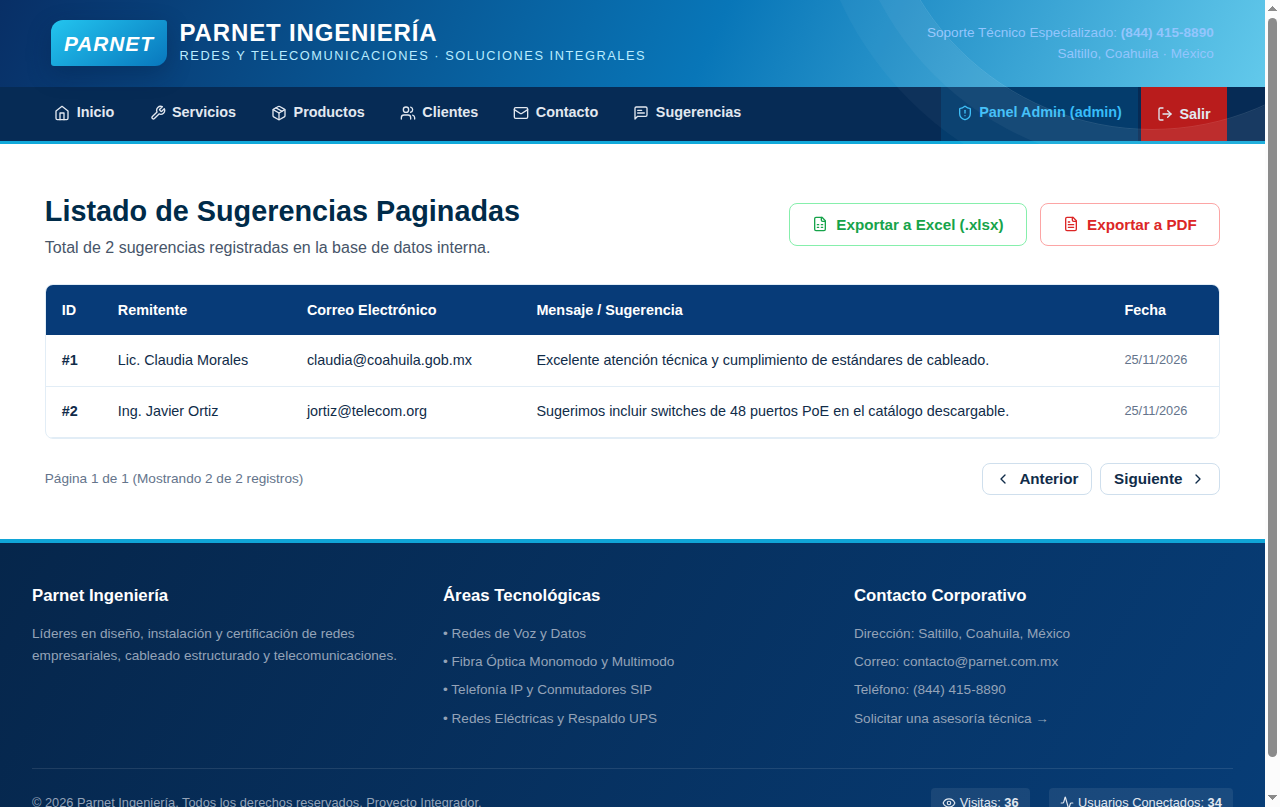 PARNET
PARNET INGENIERÍA
REDES Y TELECOMUNICACIONES · SOLUCIONES INTEGRALES
Soporte Técnico Especializado: (844) 415-8890
Saltillo, Coahuila · México
Inicio
Servicios
Productos
Clientes
Contacto
Sugerencias
Panel Admin (admin)
Salir
Listado de Sugerencias Paginadas
Total de 2 sugerencias registradas en la base de datos interna.
Exportar a Excel (.xlsx)
Exportar a PDF
ID Remitente Correo Electrónico Mensaje / Sugerencia Fecha
#1 Lic. Claudia Morales claudia@coahuila.gob.mx Excelente atención técnica y cumplimiento de estándares de cableado. 25/11/2026
#2 Ing. Javier Ortiz jortiz@telecom.org Sugerimos incluir switches de 48 puertos PoE en el catálogo descargable. 25/11/2026
Página 1 de 1 (Mostrando 2 de 2 registros)
Anterior
Siguiente
Parnet Ingeniería
Líderes en diseño, instalación y certificación de redes
empresariales, cableado estructurado y telecomunicaciones.
Áreas Tecnológicas
• Redes de Voz y Datos
• Fibra Óptica Monomodo y Multimodo
• Telefonía IP y Conmutadores SIP
• Redes Eléctricas y Respaldo UPS
Contacto Corporativo
Dirección: Saltillo, Coahuila, México
Correo: contacto@parnet.com.mx
Teléfono: (844) 415-8890
Solicitar una asesoría técnica →
© 2026 Parnet Ingeniería. Todos los derechos reservados. Proyecto Integrador.
Visitas: 36
Usuarios Conectados: 34